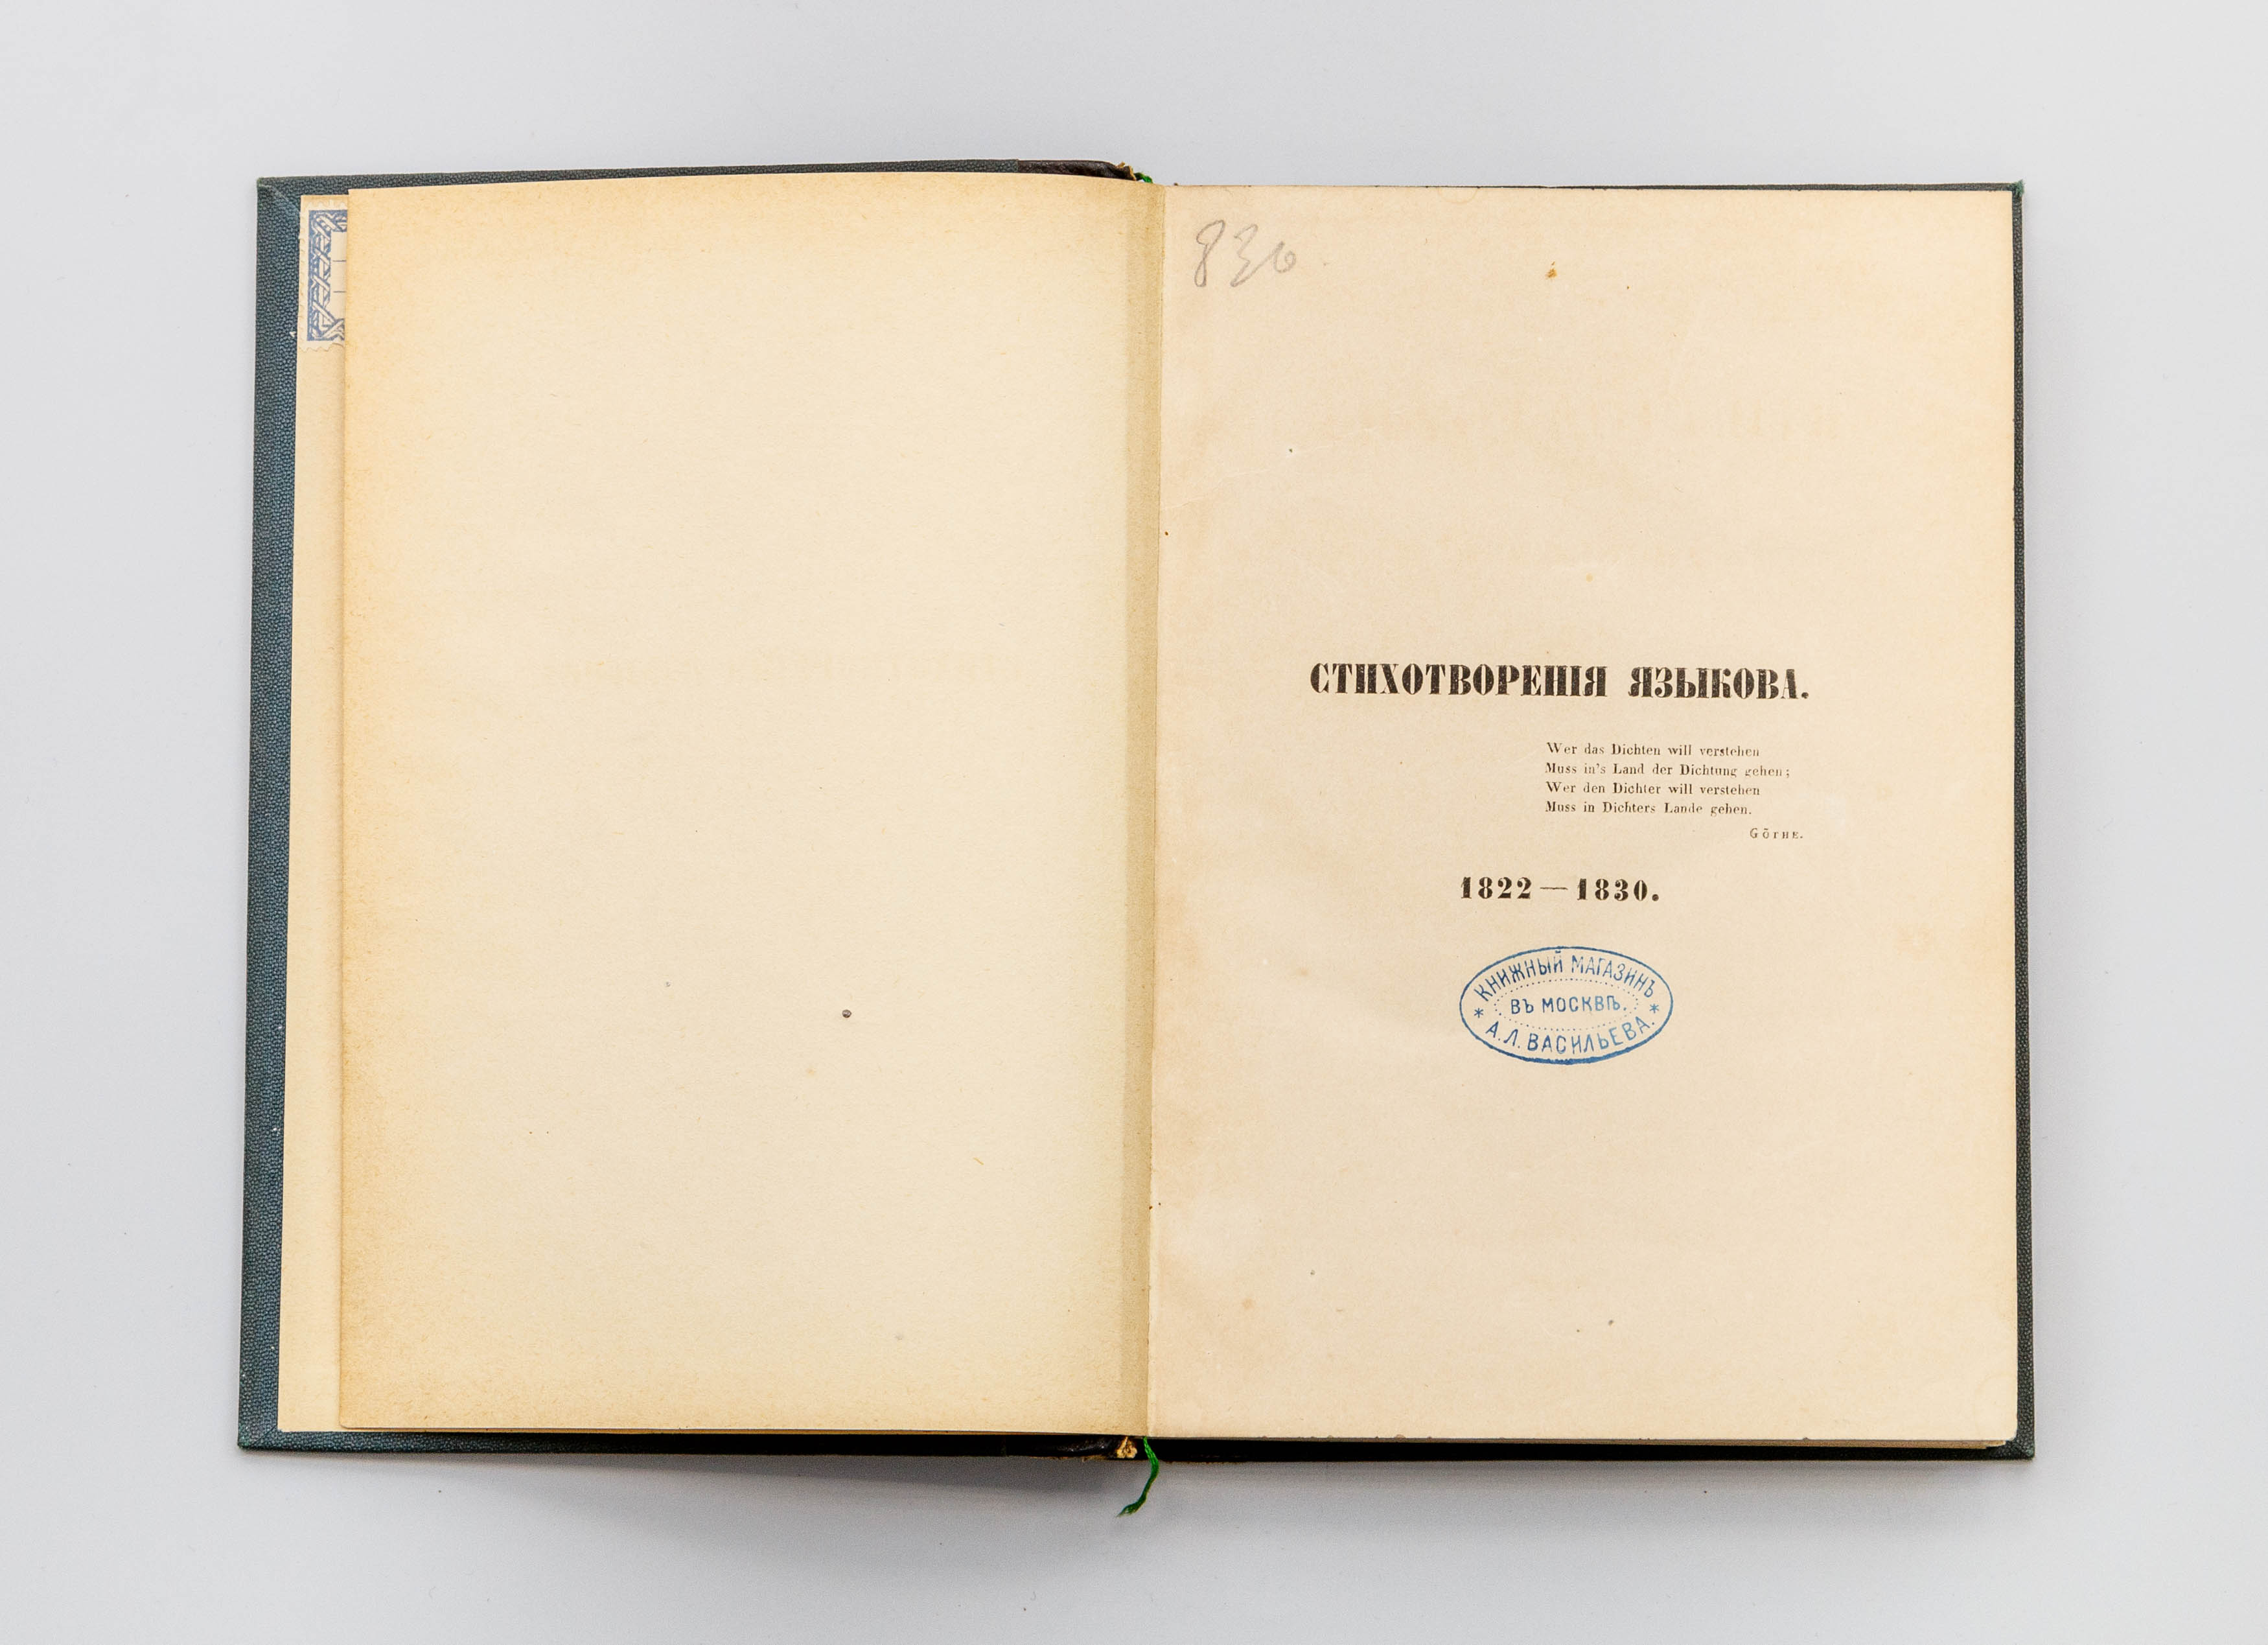 836
СТИХОТВОРЕНІЯ ЯЗЫКОВА.
Wer das Dichten will verstehen
Muss in's Land der Dichtung gehen;
Wer den Dichter will verstehen
Muss in Dichters Lande gehen.
Göthe.
1822 — 1830.
КНИЖНЫЙ МАГАЗИНЪ
ВЪ МОСКВѢ.
* А.Л. ВАСИЛЬЕВА. *